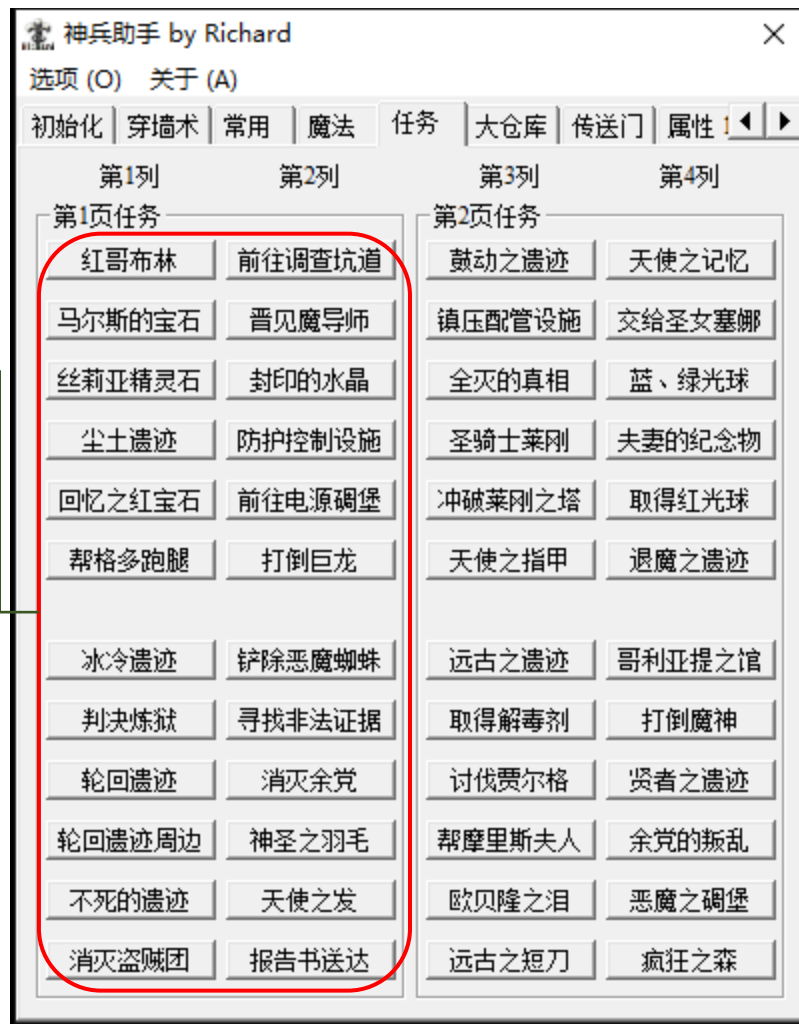 神兵助手 by Richard
选项 (O) 关于 (A)
初始化 穿墙术 常用 魔法 任务 大仓库 传送门 属性
第1列 第2列 第3列 第4列
第1页任务 第2页任务
红哥布林 前往调查坑道 鼓动之遗迹 天使之记忆
马尔斯的宝石 晋见魔导师 镇压配管设施 交给圣女塞娜
丝莉亚精灵石 封印的水晶 全灭的真相 蓝、绿光球
尘土遗迹 防护控制设施 圣骑士莱刚 夫妻的纪念物
回忆之红宝石 前往电源碉堡 冲破莱刚之塔 取得红光球
帮格多跑腿 打倒巨龙 天使之指甲 退魔之遗迹
冰冷遗迹 铲除恶魔蜘蛛 远古之遗迹 哥利亚提之馆
判决炼狱 寻找非法证据 取得解毒剂 打倒魔神
轮回遗迹 消灭余党 讨伐贾尔格 贤者之遗迹
轮回遗迹周边 神圣之羽毛 帮摩里斯夫人 余党的叛乱
不死的遗迹 天使之发 欧贝隆之泪 恶魔之碉堡
消灭盗贼团 报告书送达 远古之短刀 疯狂之森